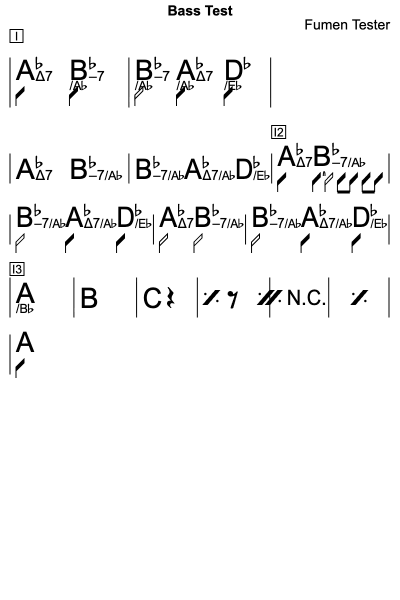 Bass Test
Fumen Tester
I
A♭Δ7 B♭–7/A♭ B♭–7/A♭ A♭Δ7/A♭ D♭/E♭
I2
A♭Δ7 B♭–7/A♭ B♭–7/A♭ A♭Δ7/A♭ D♭/E♭ A♭Δ7 B♭–7/A♭
B♭–7/A♭ A♭Δ7/A♭ D♭/E♭ A♭Δ7 B♭–7/A♭ B♭–7/A♭ A♭Δ7/A♭ D♭/E♭
I3
A/B♭ B C N.C.
A